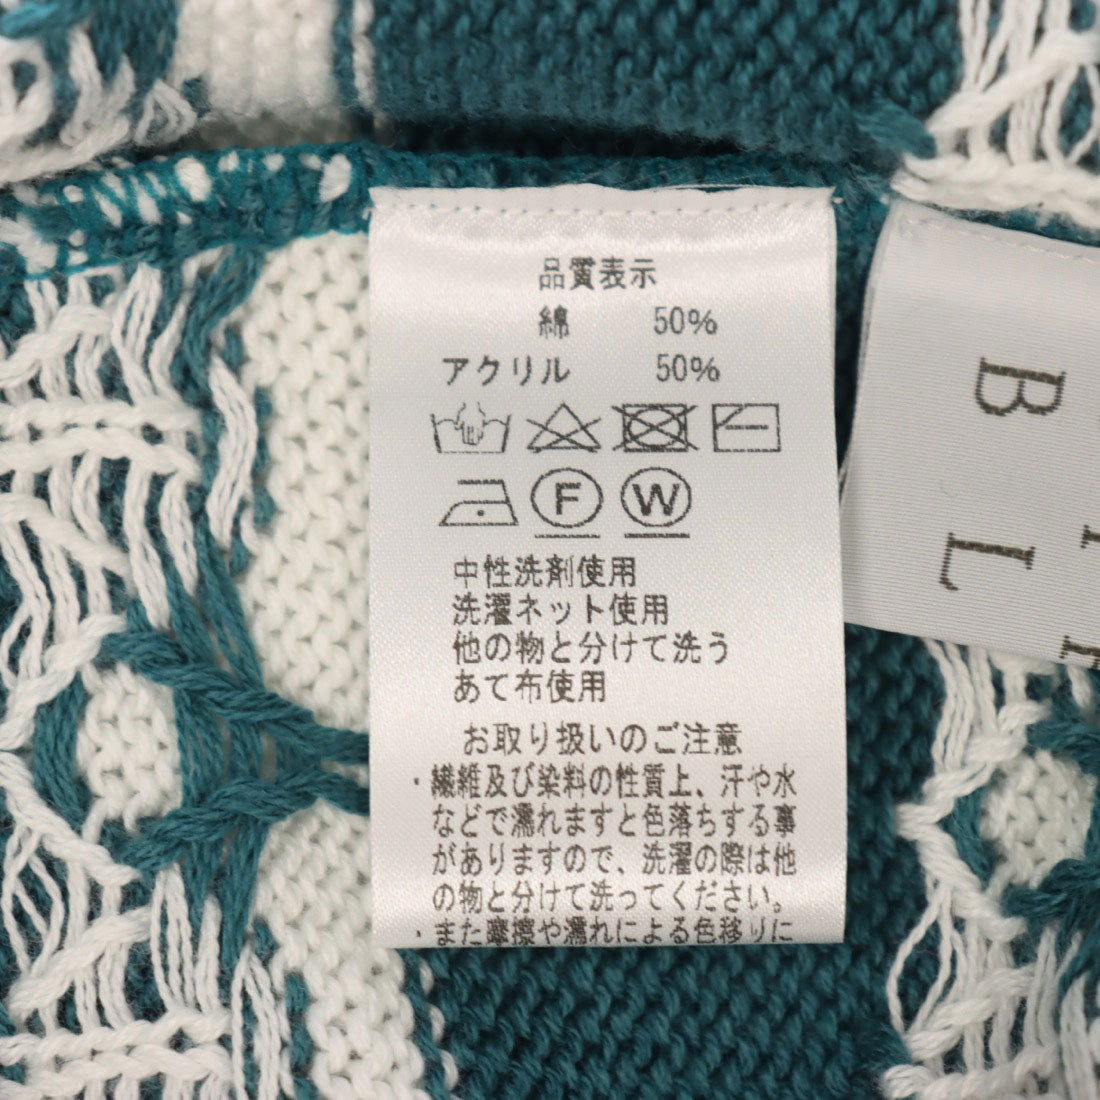 品質表示
綿 50%
アクリル 50%
F W
中性洗剤使用
洗濯ネット使用
他の物と分けて洗う
あて布使用
お取り扱いのご注意
・繊維及び染料の性質上、汗や水
などで濡れますと色落ちする事
がありますので、洗濯の際は他
の物と分けて洗ってください。
・また摩擦や濡れによる色移りに
B
L